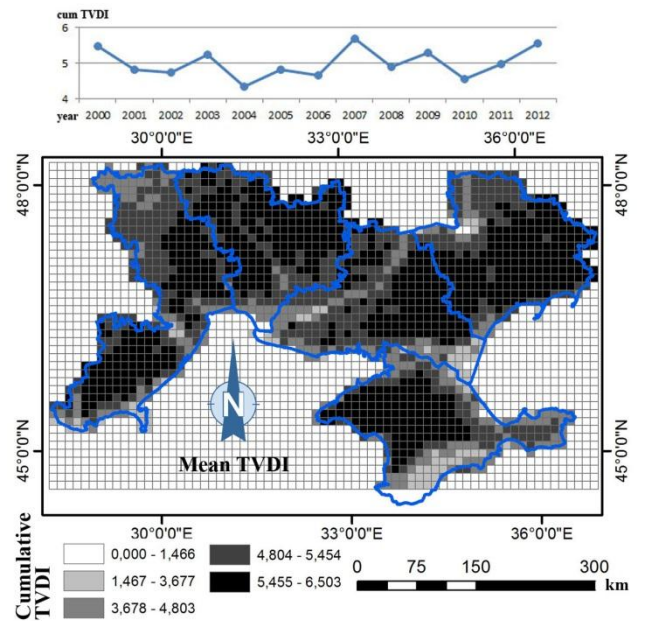 cum TVDI
6
5
4
year 2000 2001 2002 2003 2004 2005 2006 2007 2008 2009 2010 2011 2012
30°0'0"E 33°0'0"E 36°0'0"E
48°0'0"N 48°0'0"N
N
Mean TVDI
45°0'0"N 45°0'0"N
30°0'0"E 33°0'0"E 36°0'0"E
Cumulative
TVDI
0,000 - 1,466 4,804 - 5,454
1,467 - 3,677 5,455 - 6,503
3,678 - 4,803
0 75 150 300
km